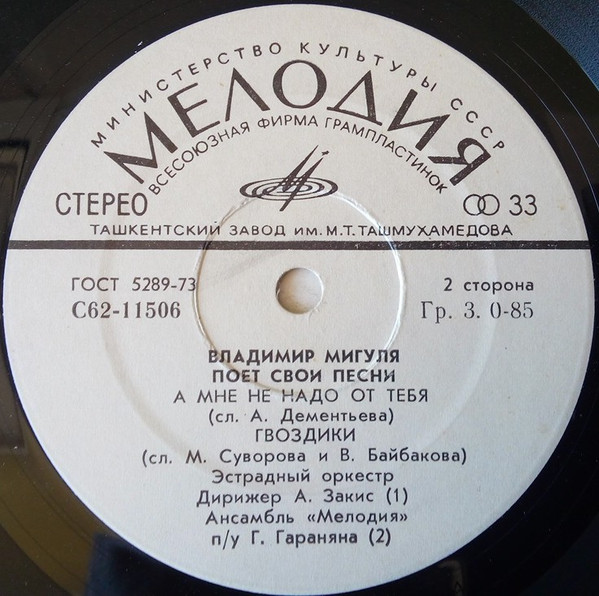 МИНИСТЕРСТВО КУЛЬТУРЫ СССР
МЕЛОДИЯ
ВСЕСОЮЗНАЯ ФИРМА ГРАМПЛАСТИНОК
СТЕРЕО 33
ТАШКЕНТСКИЙ ЗАВОД ИМ. М.Т. ТАШМУХАМЕДОВА
ГОСТ 5289-73 2 сторона
С62-11506 Гр. 3. 0-85
ВЛАДИМИР МИГУЛЯ
ПОЕТ СВОИ ПЕСНИ
А МНЕ НЕ НАДО ОТ ТЕБЯ
(сл. А. Дементьева)
ГВОЗДИКИ
(сл. М. Суворова и В. Байбакова)
Эстрадный оркестр
Дирижер А. Закис (1)
Ансамбль «Мелодия»
п/у Г. Гараняна (2)